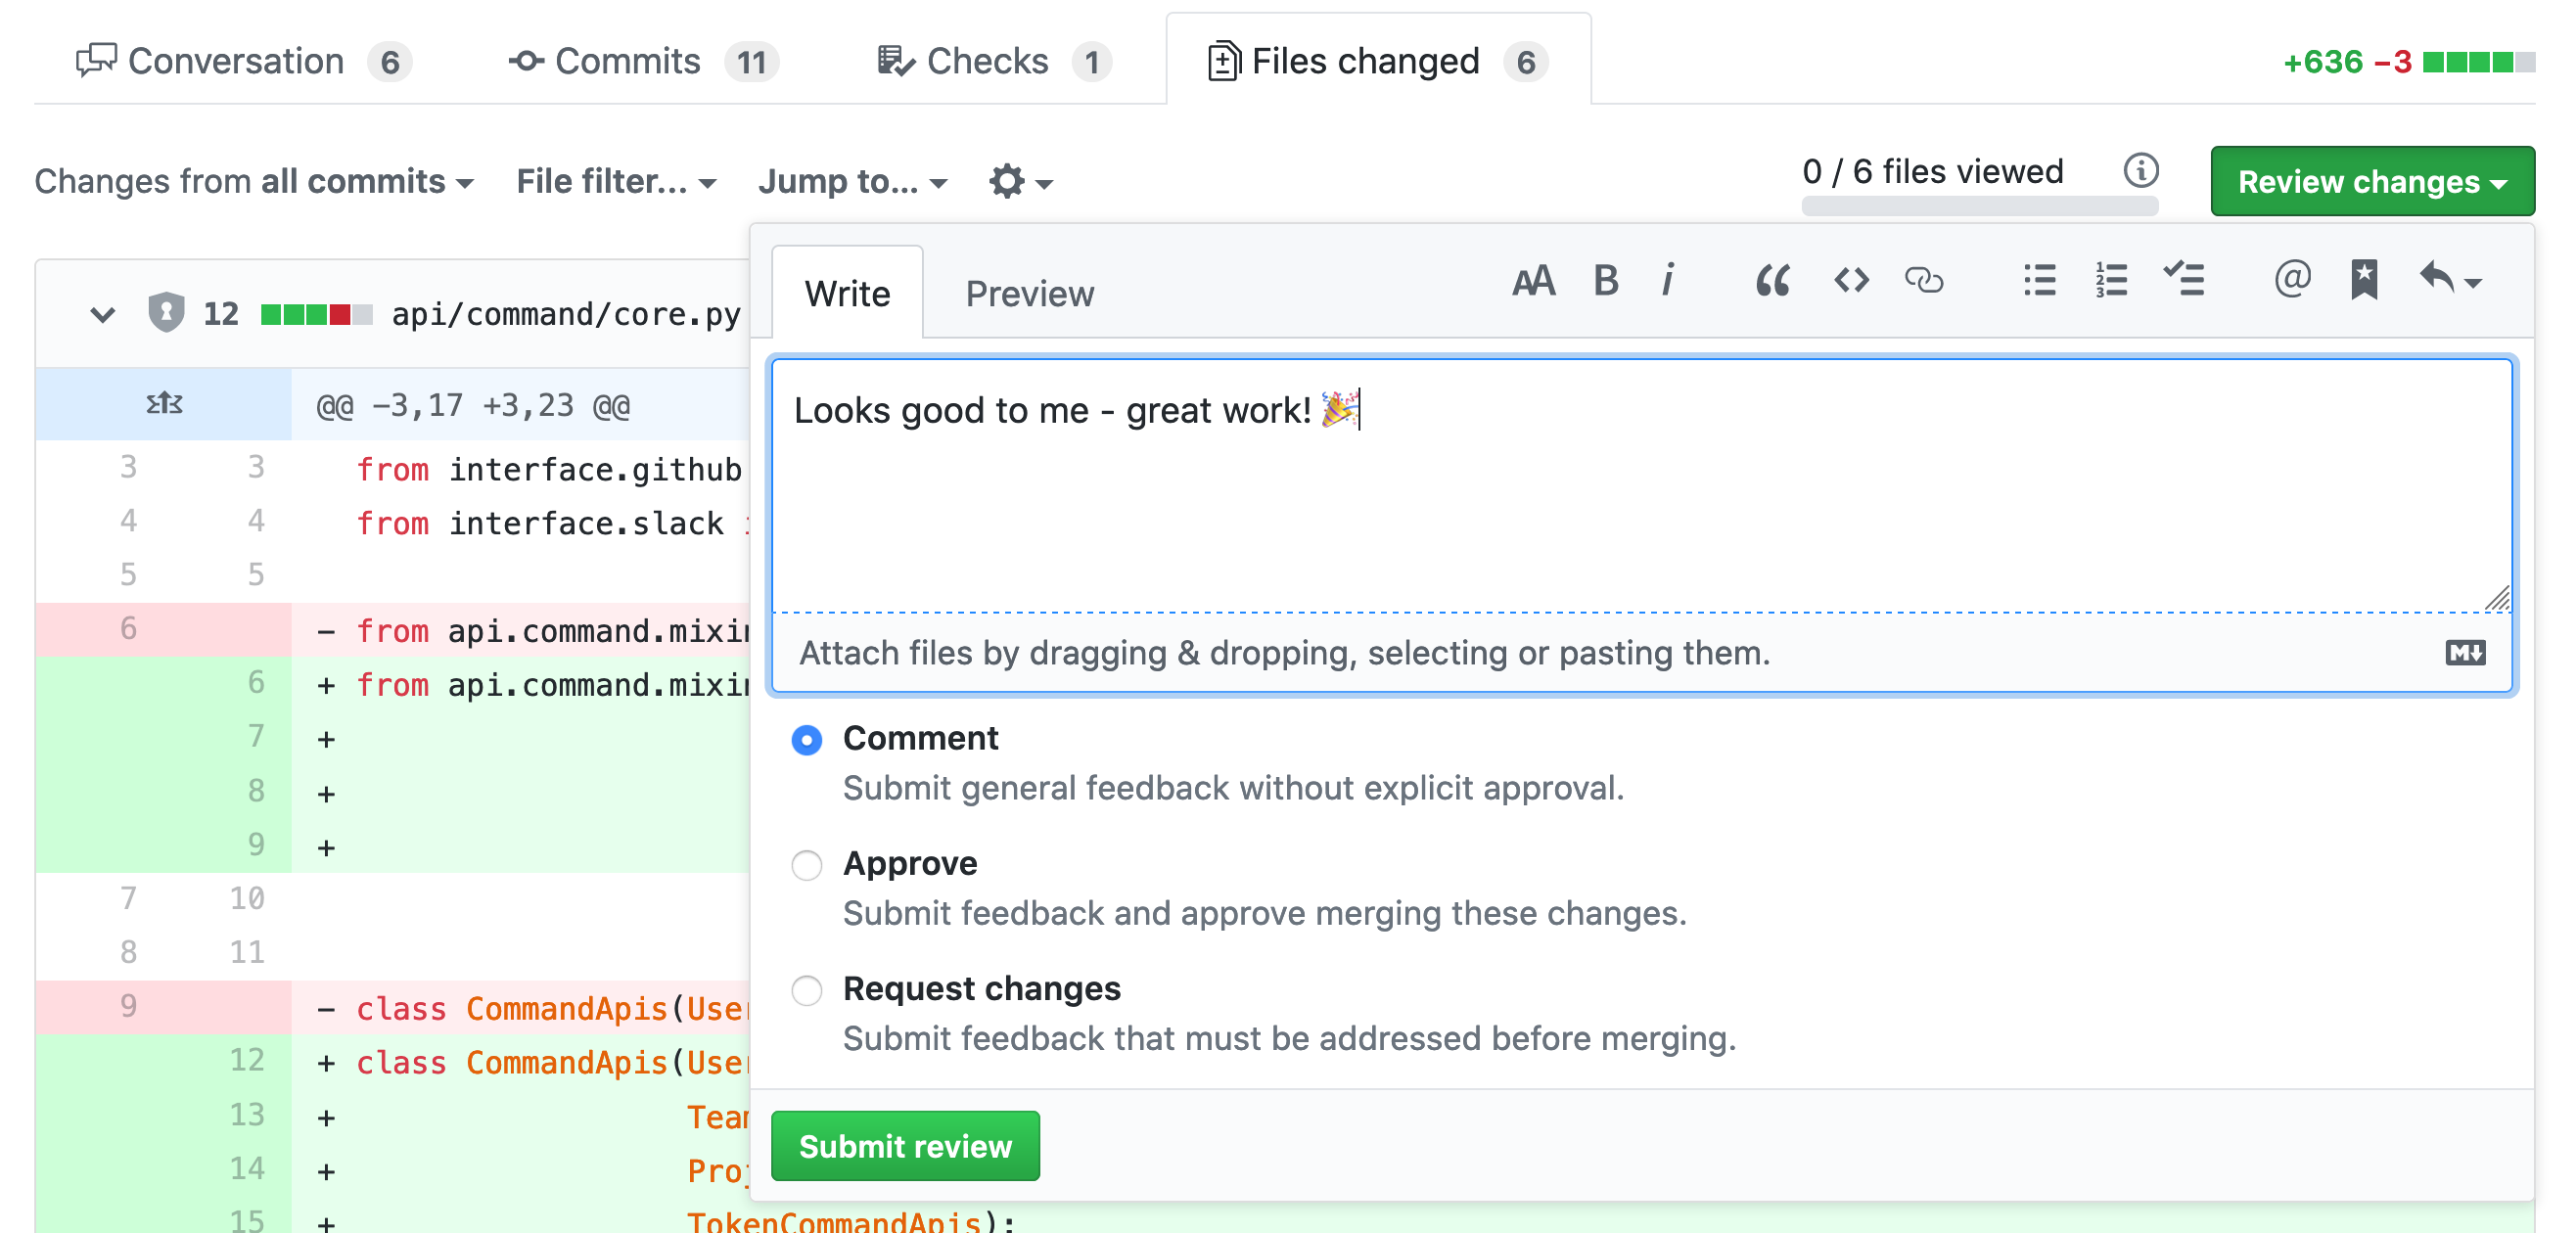 Conversation 6 Commits 11 Checks 1 Files changed 6 +636 −3
Changes from all commits File filter... Jump to... 0 / 6 files viewed Review changes
12 api/command/core.py
Write Preview
@@ -3,17 +3,23 @@
Looks good to me - great work! 🎉
3 3 from interface.github
4 4 from interface.slack
5 5
6 - from api.command.mixin
6 + from api.command.mixin
7 +
8 +
9 +
7 10
8 11
9 - class CommandApis(User
12 + class CommandApis(User
13 + Team
14 + Proj
15 + TokenCommandApis):
Attach files by dragging & dropping, selecting or pasting them.
Comment
Submit general feedback without explicit approval.
Approve
Submit feedback and approve merging these changes.
Request changes
Submit feedback that must be addressed before merging.
Submit review